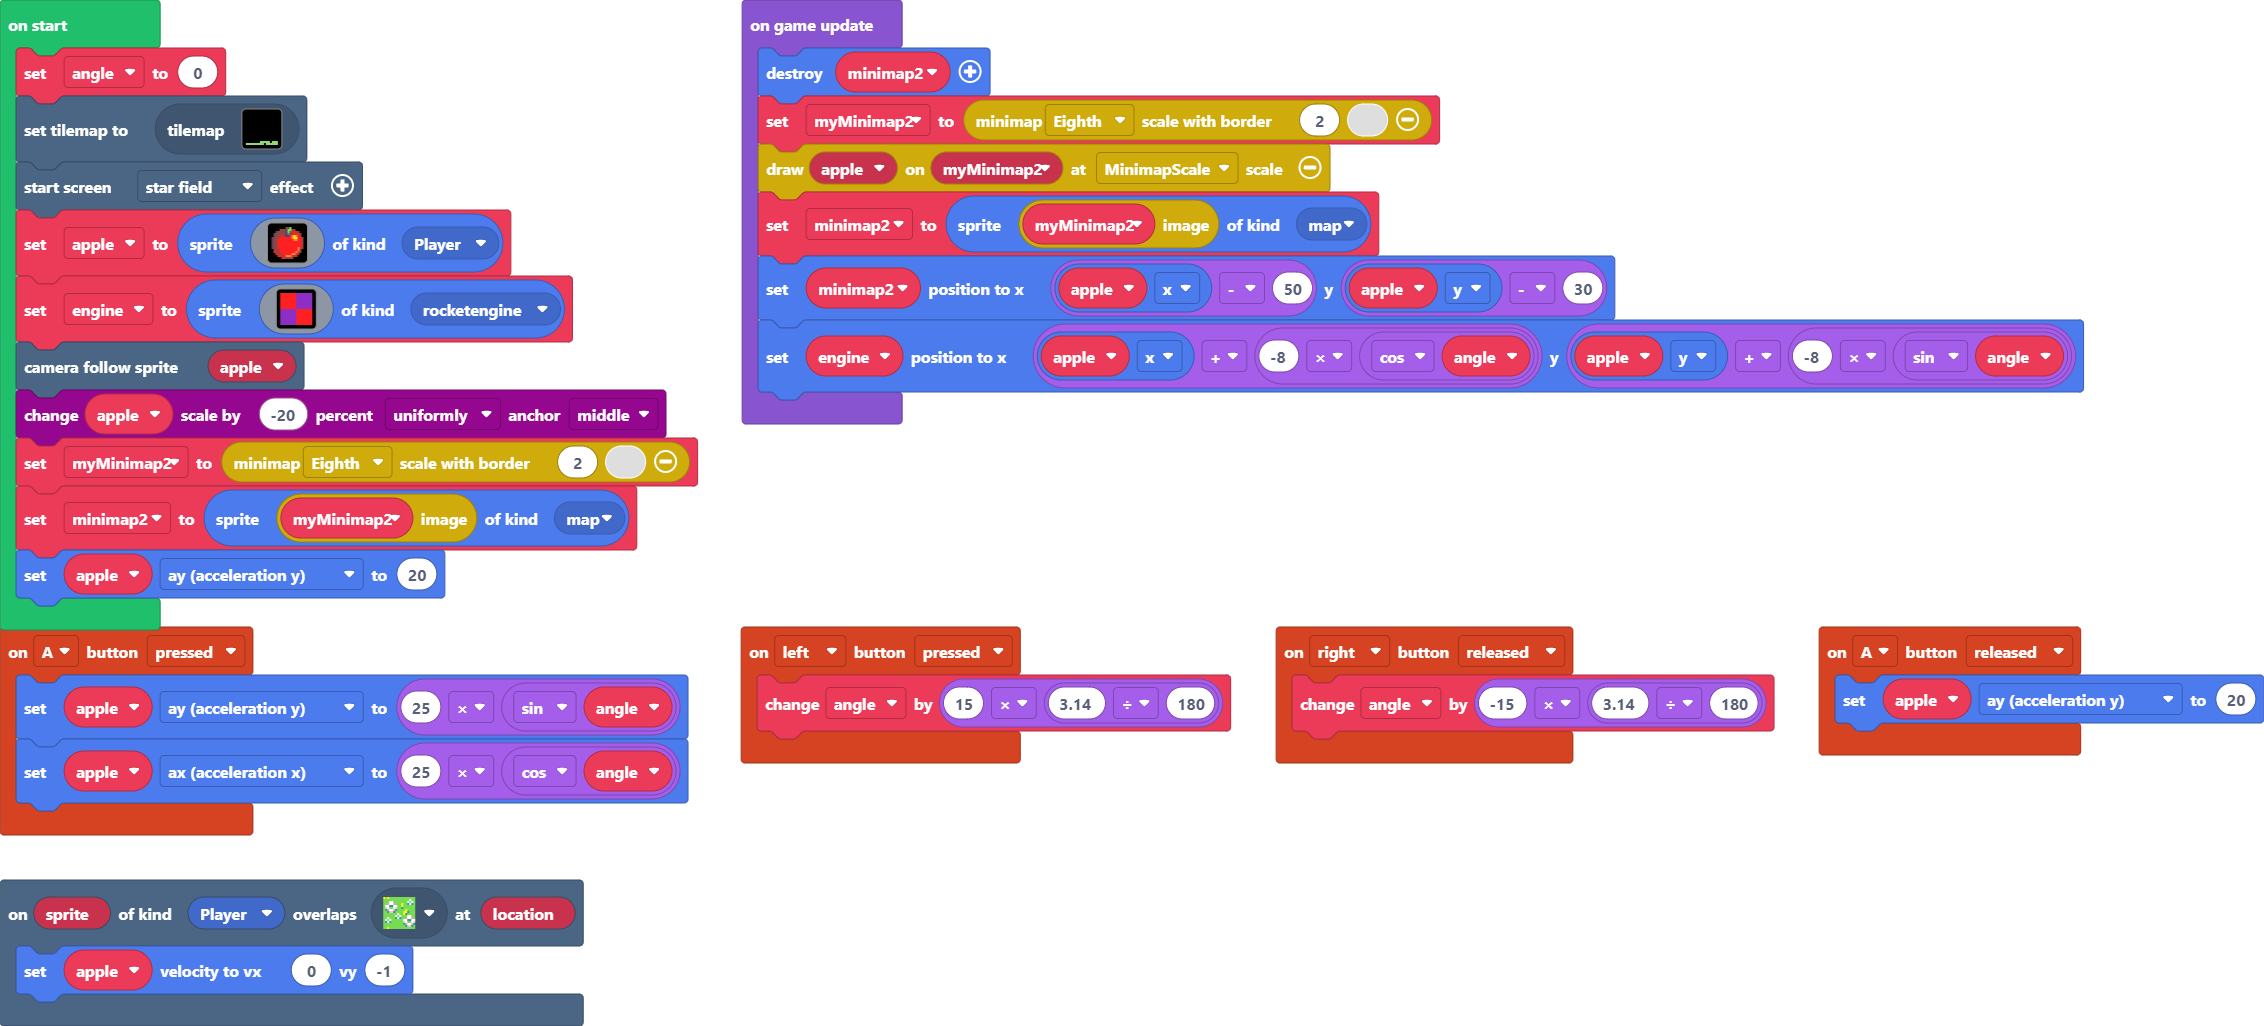 on start
set angle to 0
set tilemap to tilemap
start screen star field effect
set apple to sprite of kind Player
set engine to sprite of kind rocketengine
camera follow sprite apple
change apple scale by -20 percent uniformly anchor middle
set myMinimap2 to minimap Eighth scale with border 2
set minimap2 to sprite myMinimap2 image of kind map
set apple ay (acceleration y) to 20
on game update
destroy minimap2
set myMinimap2 to minimap Eighth scale with border 2
draw apple on myMinimap2 at MinimapScale scale
set minimap2 to sprite myMinimap2 image of kind map
set minimap2 position to x apple x - 50 y apple y - 30
set engine position to x apple x + -8 × cos angle y apple y + -8 × sin angle
on A button pressed
set apple ay (acceleration y) to 25 × sin angle
set apple ax (acceleration x) to 25 × cos angle
on left button pressed
change angle by 15 × 3.14 ÷ 180
on right button released
change angle by -15 × 3.14 ÷ 180
on A button released
set apple ay (acceleration y) to 20
on sprite of kind Player overlaps at location
set apple velocity to vx 0 vy -1